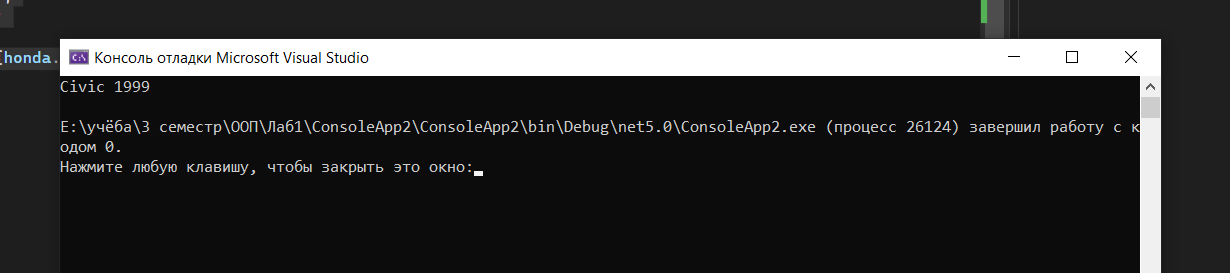 {honda.
Консоль отладки Microsoft Visual Studio
Civic 1999
E:\учёба\3 семестр\ООП\Лаб1\ConsoleApp2\ConsoleApp2\bin\Debug\net5.0\ConsoleApp2.exe (процесс 26124) завершил работу с к
одом 0.
Нажмите любую клавишу, чтобы закрыть это окно: